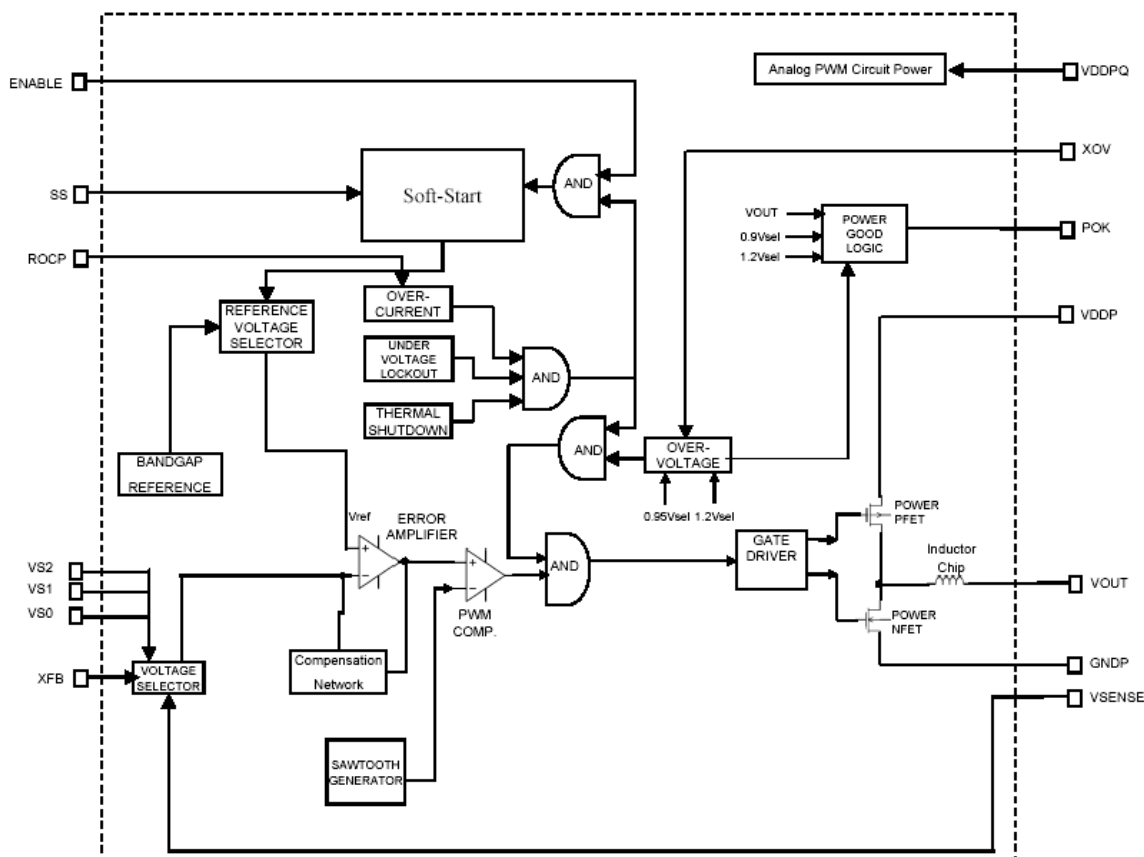 Analog PWM Circuit Power
VDDPQ
ENABLE
XOV
SS
Soft-Start
AND
VOUT
0.9Vsel
1.2Vsel
POWER
GOOD
LOGIC
POK
ROCP
OVER-
CURRENT
REFERENCE
VOLTAGE
SELECTOR
VDDP
UNDER
VOLTAGE
LOCKOUT
AND
THERMAL
SHUTDOWN
AND
OVER-
VOLTAGE
BANDGAP
REFERENCE
0.95Vsel
1.2Vsel
Vref
ERROR
AMPLIFIER
POWER
PFET
GATE
DRIVER
Inductor
Chip
AND
VS2
VS1
VS0
VOUT
PWM
COMP.
POWER
NFET
XFB
VOLTAGE
SELECTOR
Compensation
Network
GNDP
VSENSE
SAWTOOTH
GENERATOR
+
−
+
−